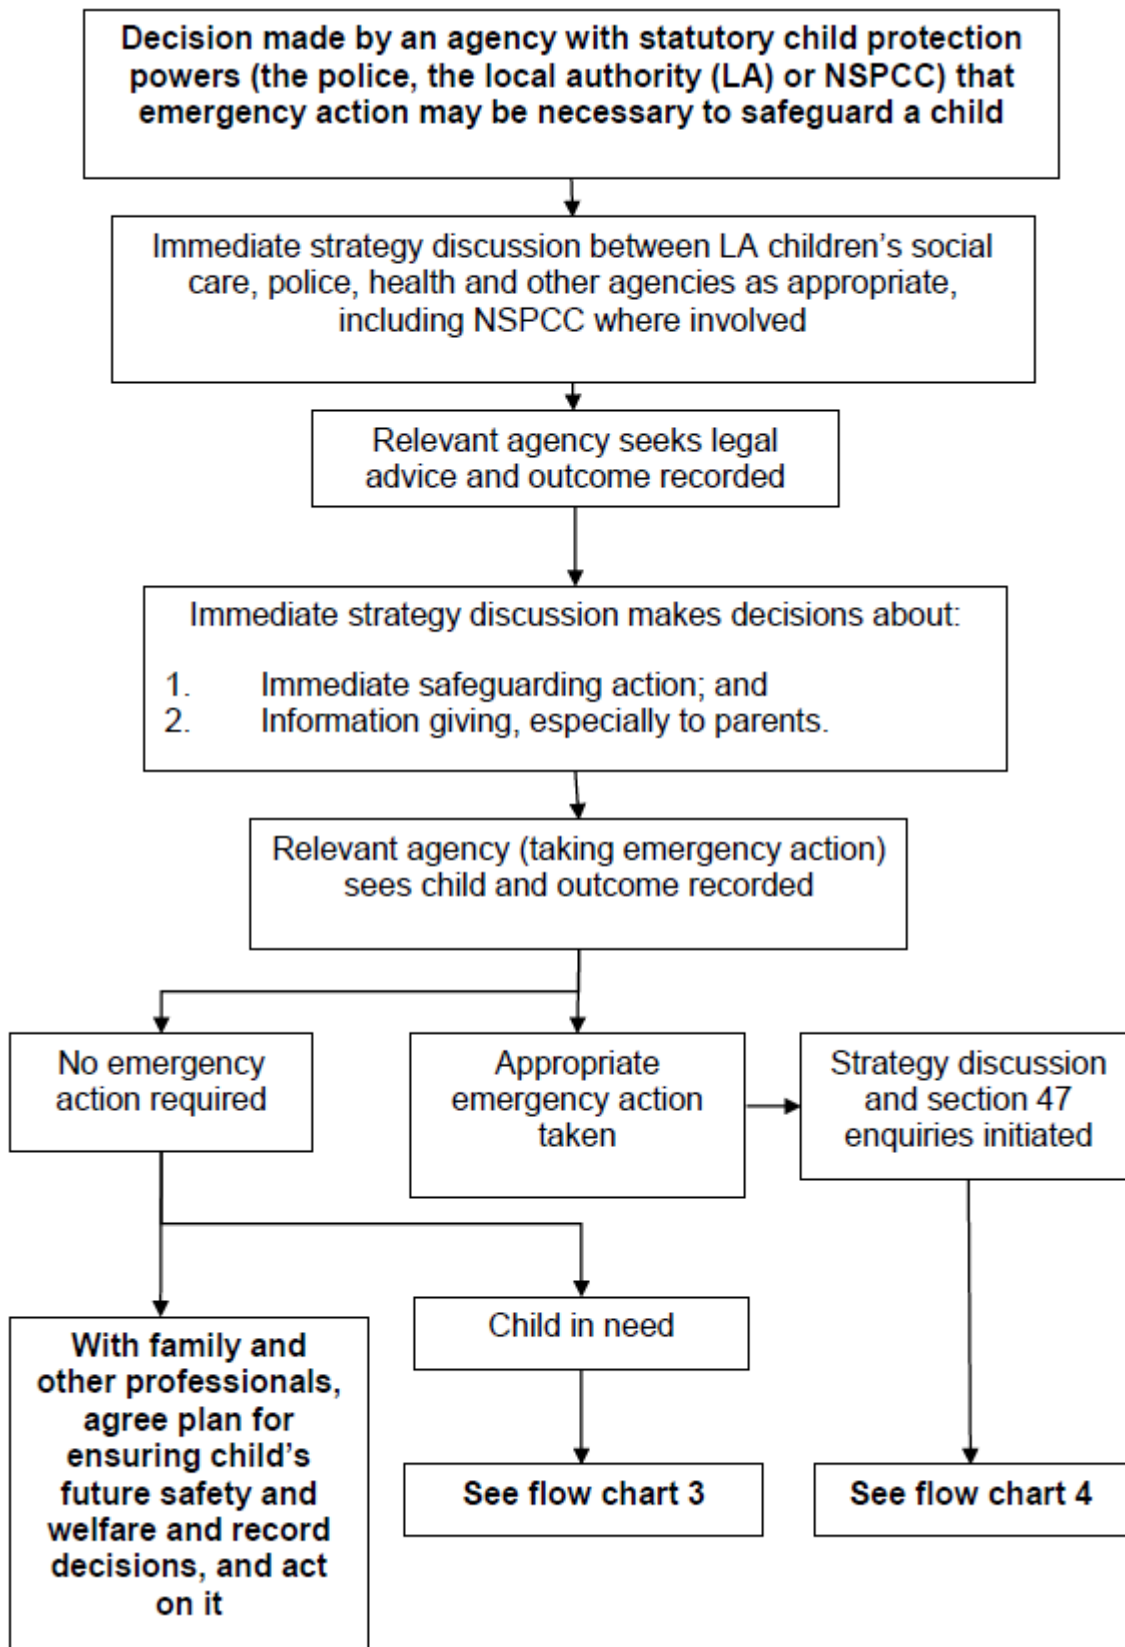 Decision made by an agency with statutory child protection
powers (the police, the local authority (LA) or NSPCC) that
emergency action may be necessary to safeguard a child
Immediate strategy discussion between LA children's social
care, police, health and other agencies as appropriate,
including NSPCC where involved
Relevant agency seeks legal
advice and outcome recorded
Immediate strategy discussion makes decisions about:
1. Immediate safeguarding action; and
2. Information giving, especially to parents.
Relevant agency (taking emergency action)
sees child and outcome recorded
No emergency
action required
Appropriate
emergency action
taken
Strategy discussion
and section 47
enquiries initiated
With family and
other professionals,
agree plan for
ensuring child's
future safety and
welfare and record
decisions, and act
on it
Child in need
See flow chart 3
See flow chart 4